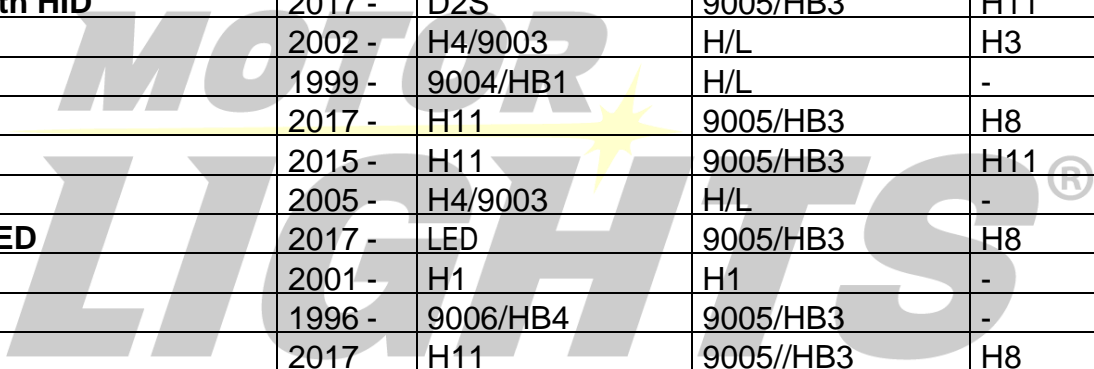 th HID 2017 - D2S 9005/HB3 H11
2002 - H4/9003 H/L H3
1999 - 9004/HB1 H/L -
2017 - H11 9005/HB3 H8
2015 - H11 9005/HB3 H11
2005 - H4/9003 H/L -
ED 2017 - LED 9005/HB3 H8
2001 - H1 H1 -
1996 - 9006/HB4 9005/HB3 -
2017 H11 9005//HB3 H8
MOTOR
LIGHTS®